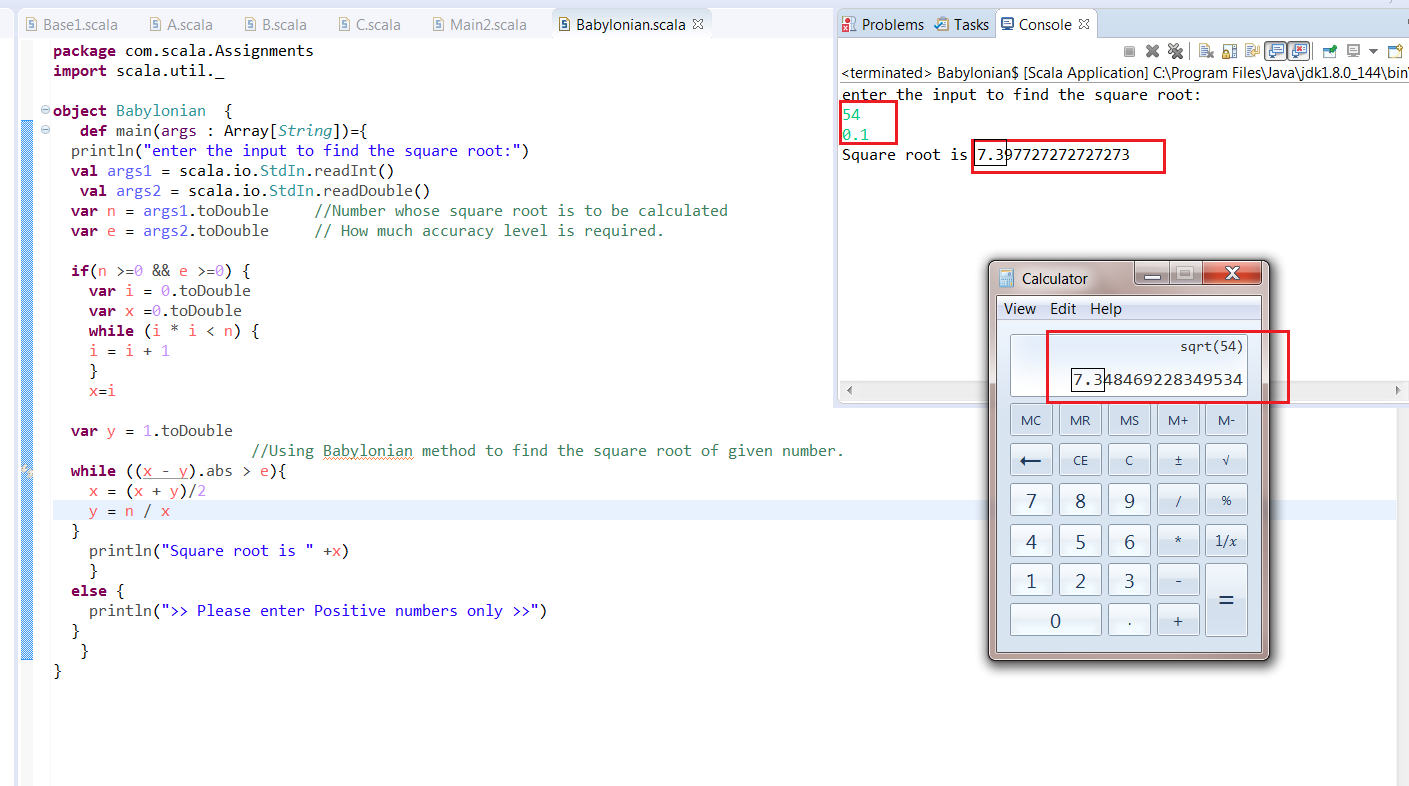 Base1.scala A.scala B.scala C.scala Main2.scala Babylonian.scala
package com.scala.Assignments
import scala.util._
object Babylonian {
def main(args : Array[String])={
println("enter the input to find the square root:")
val args1 = scala.io.StdIn.readInt()
val args2 = scala.io.StdIn.readDouble()
var n = args1.toDouble //Number whose square root is to be calculated
var e = args2.toDouble // How much accuracy level is required.
if(n >=0 && e >=0) {
var i = 0.toDouble
var x =0.toDouble
while (i * i < n) {
i = i + 1
}
x=i
var y = 1.toDouble
//Using Babylonian method to find the square root of given number.
while ((x - y).abs > e){
x = (x + y)/2
y = n / x
}
println("Square root is " +x)
}
else {
println(">> Please enter Positive numbers only >>")
}
}
}
Problems Tasks Console
<terminated> Babylonian$ [Scala Application] C:\Program Files\Java\jdk1.8.0_144\bin\
enter the input to find the square root:
54
0.1
Square root is 7.397727272727273
Calculator
View Edit Help
sqrt(54)
7.348469228349534
MC MR MS M+ M-
← CE C ± √
7 8 9 / %
4 5 6 * 1/x
1 2 3 - =
0 . +